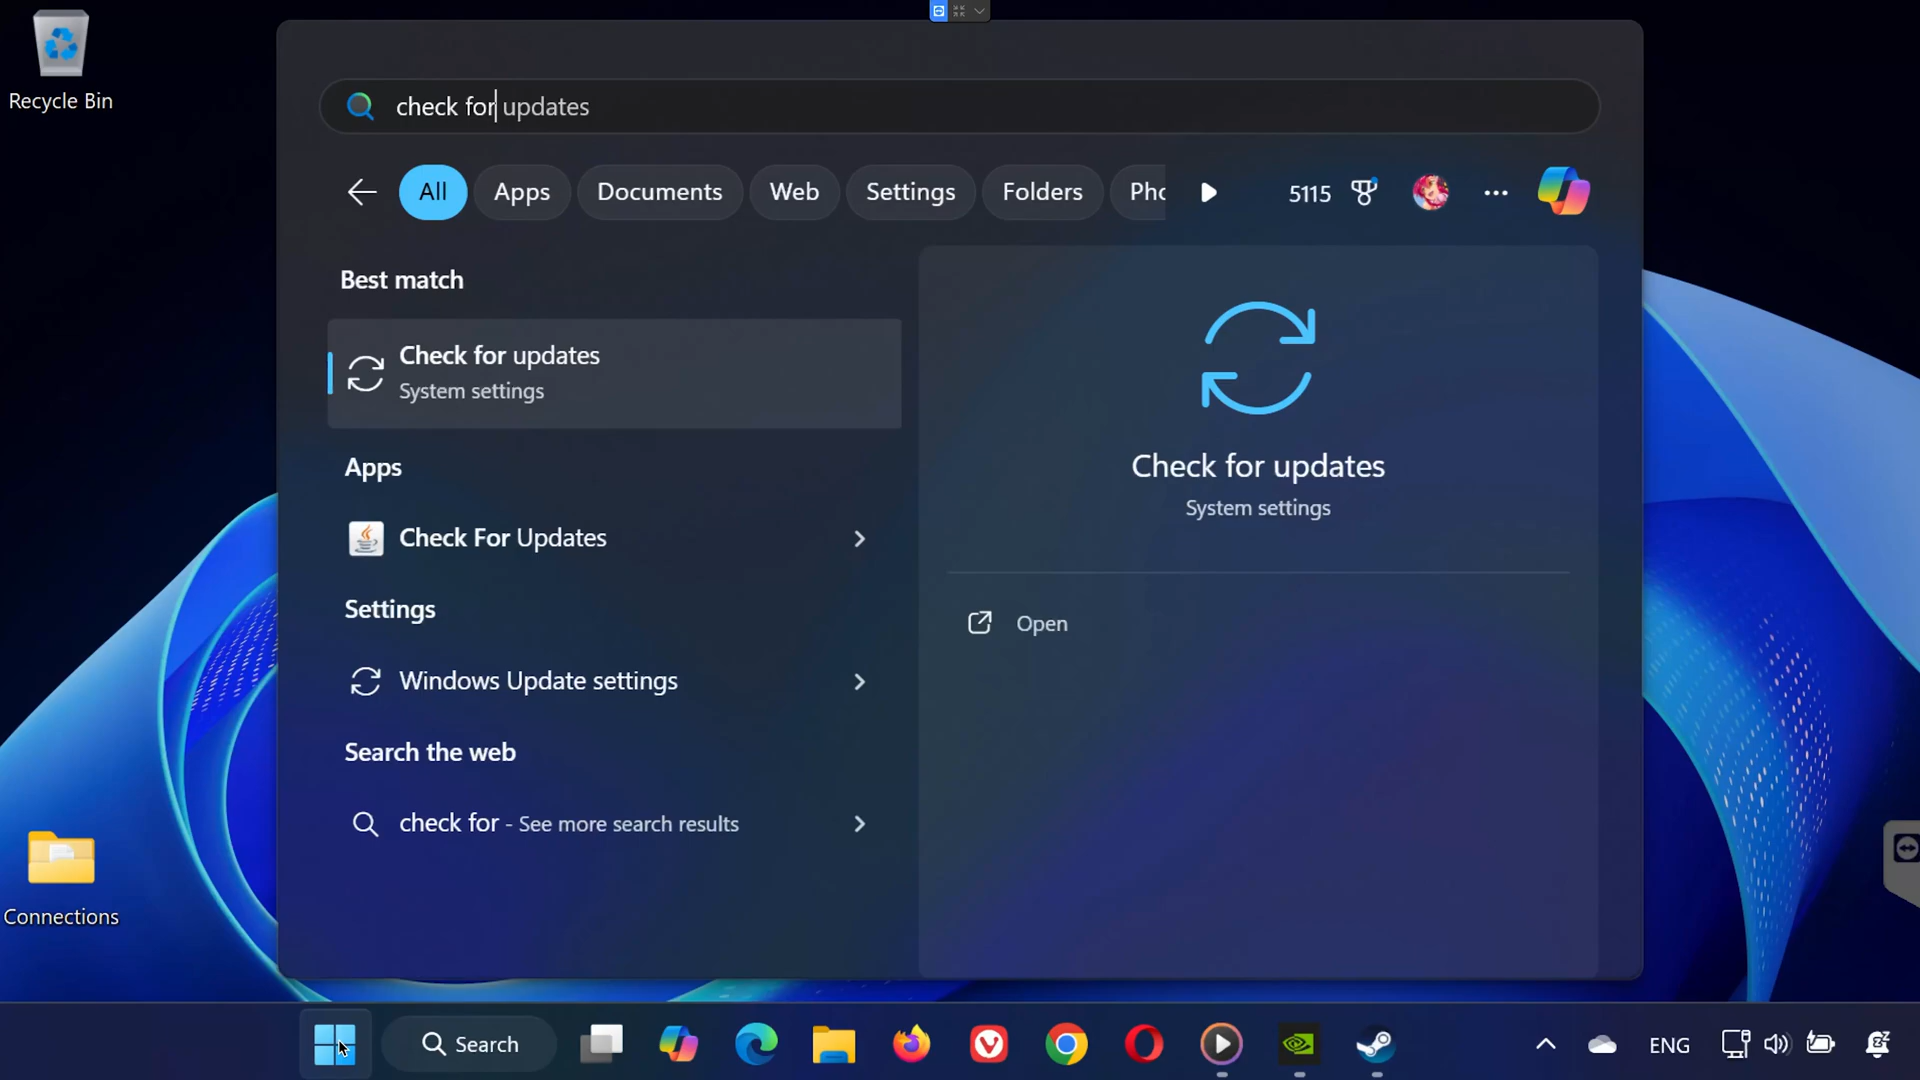 Recycle Bin
check for updates
All
Apps
Documents
Web
Settings
Folders
Pho
5115
Best match
Check for updates
System settings
Apps
Check For Updates
Settings
Windows Update settings
Search the web
check for - See more search results
Check for updates
System settings
Open
Connections
Search
ENG